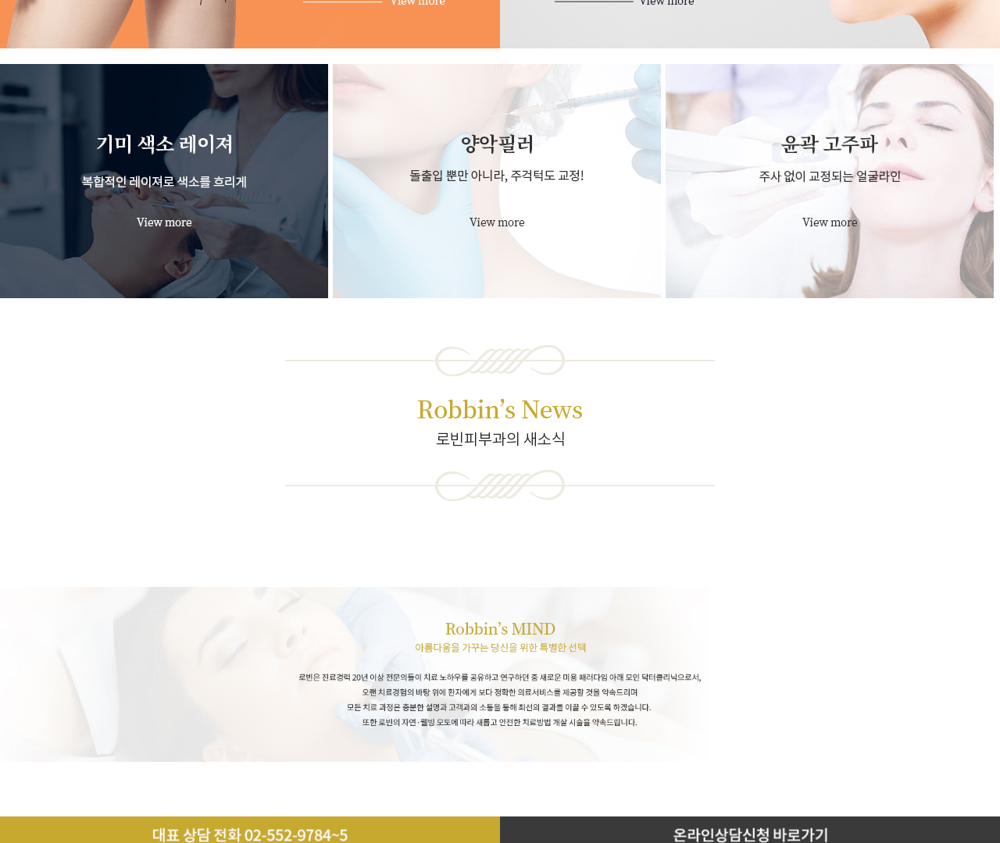 View more
View more
기미 색소 레이져
복합적인 레이져로 색소를 흐리게
View more
양악필러
돌출입 뿐만 아니라, 주걱턱도 교정!
View more
윤곽 고주파
주사 없이 교정되는 얼굴라인
View more
Robbin’s News
로빈피부과의 새소식
Robbin’s MIND
아름다움을 가꾸는 당신을 위한 특별한 선택
로빈은 진료경력 20년 이상 전문의들이 치료 노하우를 공유하고 연구하던 중 새로운 미용 패러다임 아래 모인 닥터클리닉으로서,
오랜 치료경험의 바탕 위에 환자에게 보다 정확한 의료서비스를 제공할 것을 약속드리며
모든 치료 과정은 충분한 설명과 고객과의 소통을 통해 최선의 결과를 이끌 수 있도록 하겠습니다.
또한 로빈의 자연·웰빙 모토에 따라 새롭고 안전한 치료방법 개살 시술을 약속드립니다.
대표 상담 전화 02-552-9784~5
온라인상담신청 바로가기